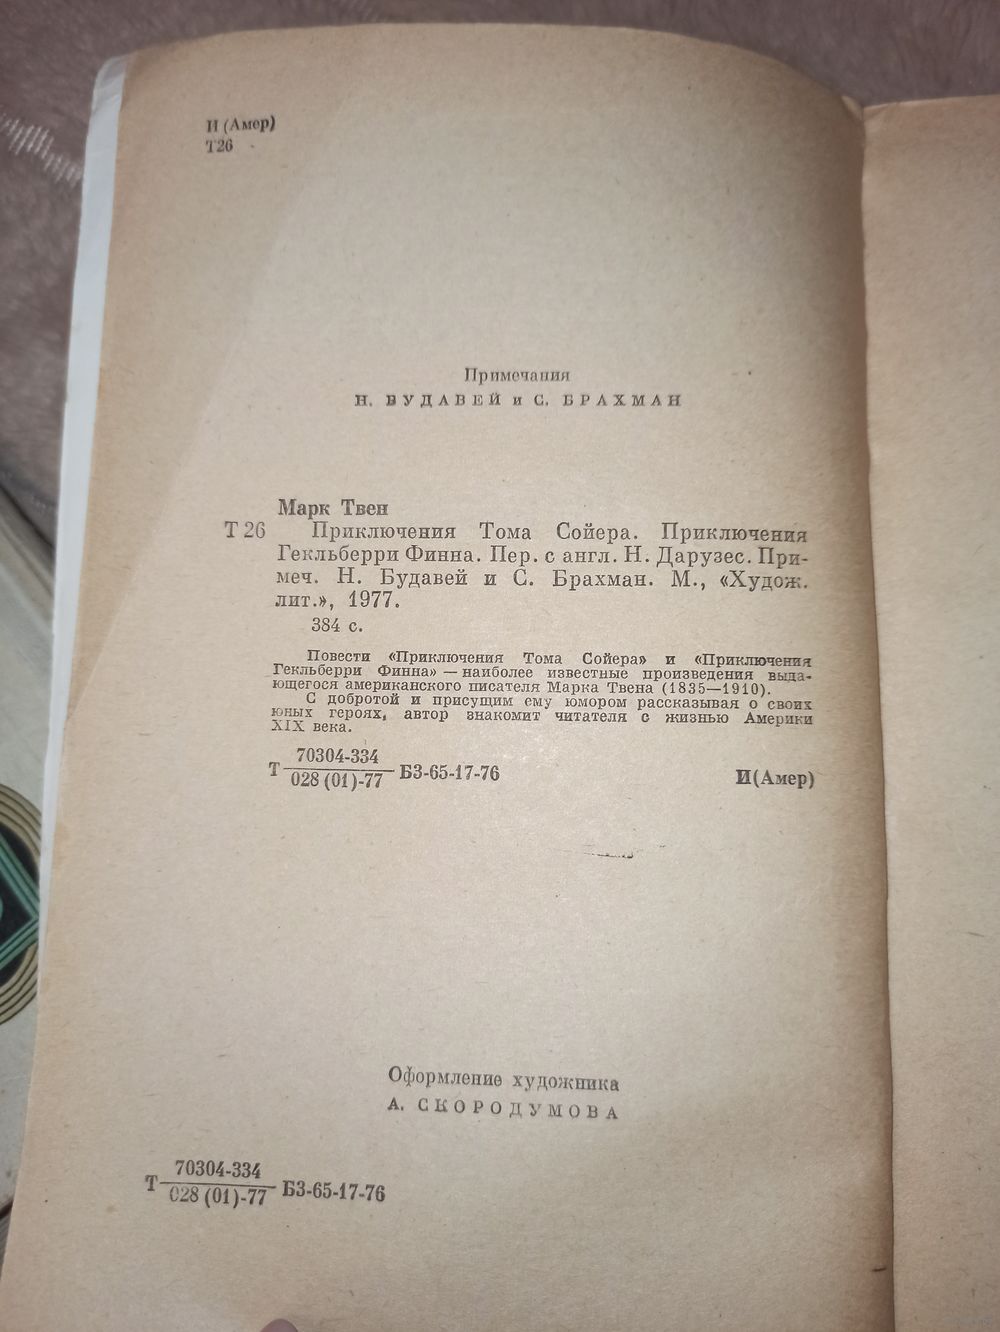 И (Амер)
Т26
Примечания
Н. БУДАВЕЙ и С. БРАХМАН
Марк Твен
Т 26 Приключения Тома Сойера. Приключения
Гекльберри Финна. Пер. с англ. Н. Дарузес. При-
меч. Н. Будавей и С. Брахман. М., «Худож.
лит.», 1977.
384 с.
Повести «Приключения Тома Сойера» и «Приключения
Гекльберри Финна» — наиболее известные произведения выда-
ющегося американского писателя Марка Твена (1835—1910).
С добротой и присущим ему юмором рассказывая о своих
юных героях, автор знакомит читателя с жизнью Америки
XIX века.
70304-334
Т 028 (01)-77 БЗ-65-17-76 И(Амер)
Оформление художника
А. СКОРОДУМОВА
70304-334
Т 028 (01)-77 БЗ-65-17-76